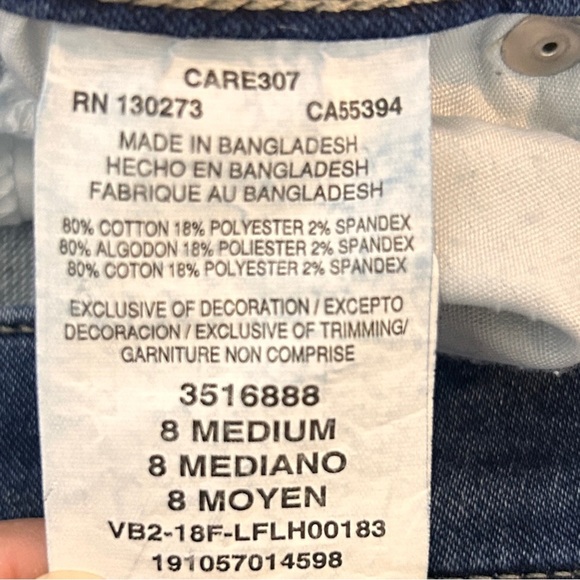 CARE307
RN 130273 CA55394
MADE IN BANGLADESH
HECHO EN BANGLADESH
FABRIQUE AU BANGLADESH
80% COTTON 18% POLYESTER 2% SPANDEX
80% ALGODON 18% POLIESTER 2% SPANDEX
80% COTON 18% POLYESTER 2% SPANDEX
EXCLUSIVE OF DECORATION / EXCEPTO
DECORACION / EXCLUSIVE OF TRIMMING/
GARNITURE NON COMPRISE
3516888
8 MEDIUM
8 MEDIANO
8 MOYEN
VB2-18F-LFLH00183
191057014598